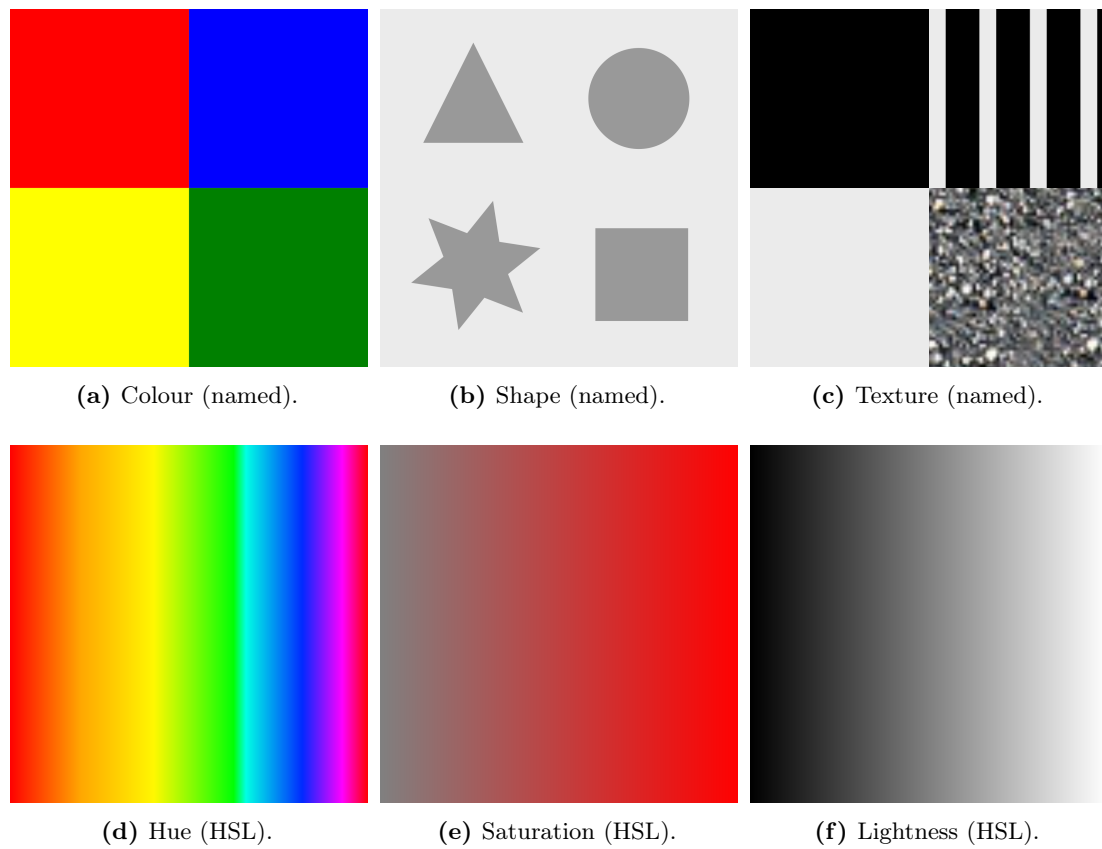 (a) Colour (named).
(b) Shape (named).
(c) Texture (named).
(d) Hue (HSL).
(e) Saturation (HSL).
(f) Lightness (HSL).